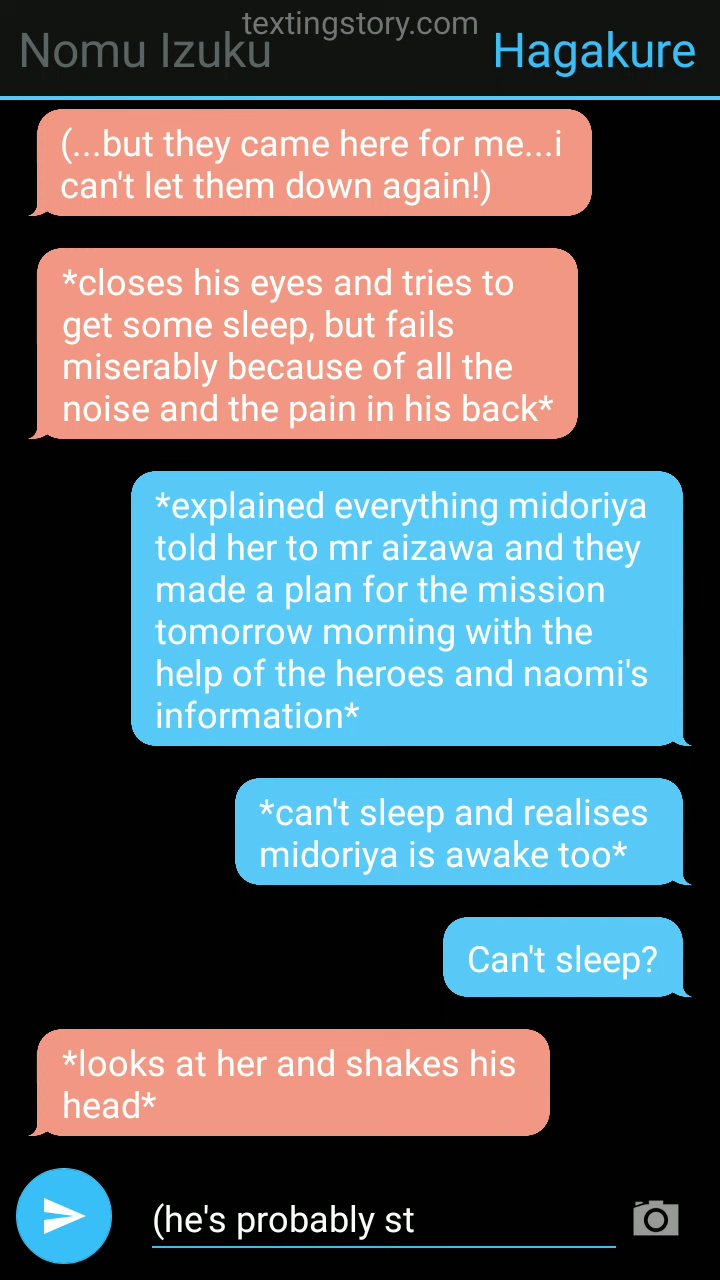 textingstory.com
Nomu Izuku
Hagakure
(...but they came here for me...i
can't let them down again!)
*closes his eyes and tries to
get some sleep, but fails
miserably because of all the
noise and the pain in his back*
*explained everything midoriya
told her to mr aizawa and they
made a plan for the mission
tomorrow morning with the
help of the heroes and naomi's
information*
*can't sleep and realises
midoriya is awake too*
Can't sleep?
*looks at her and shakes his
head*
(he's probably st